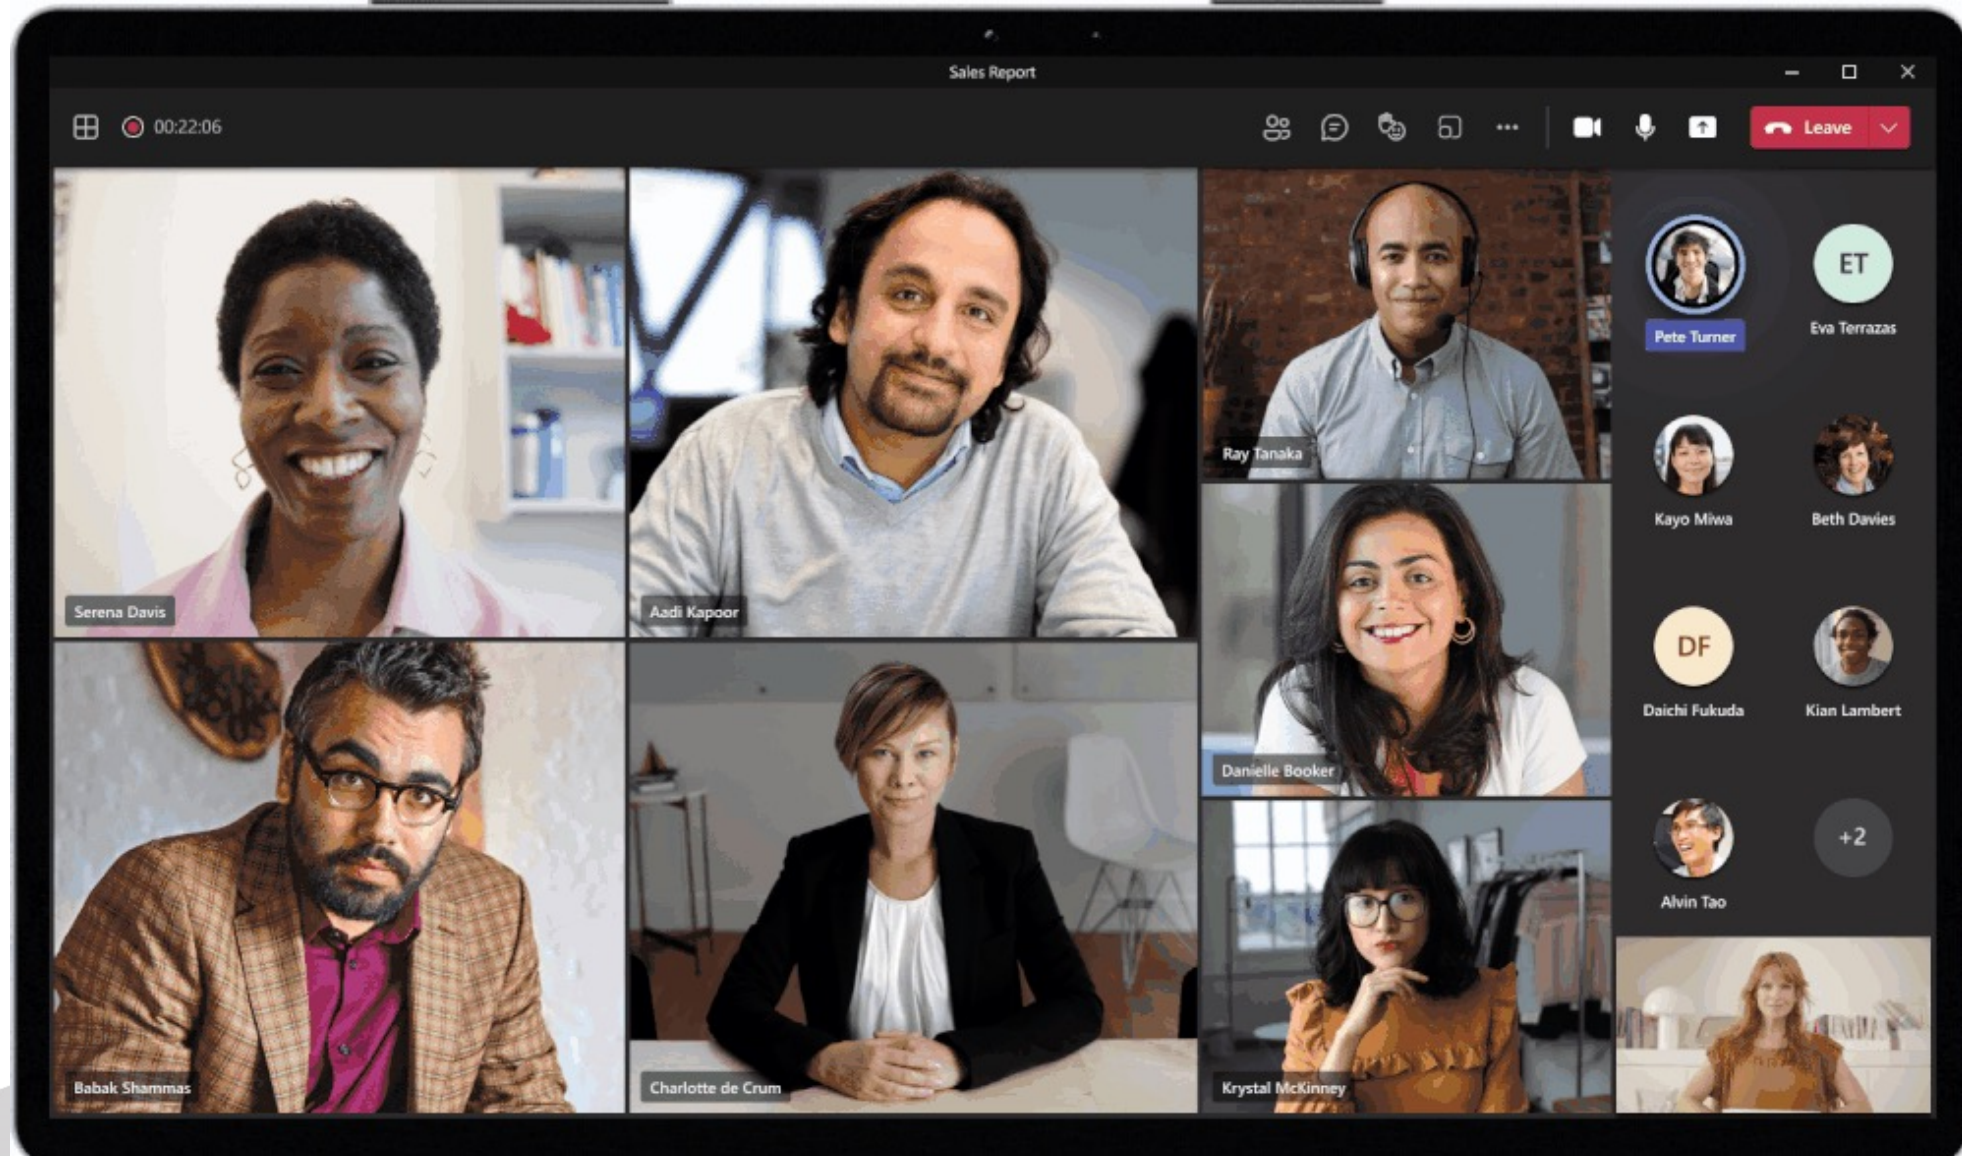 Sales Report
00:22:06
Leave
Serena Davis
Aadi Kapoor
Ray Tanaka
Danielle Booker
Babak Shammas
Charlotte de Crum
Krystal McKinney
Pete Turner
ET
Eva Terrazas
Kayo Miwa
Beth Davies
DF
Daichi Fukuda
Kian Lambert
Alvin Tao
+2